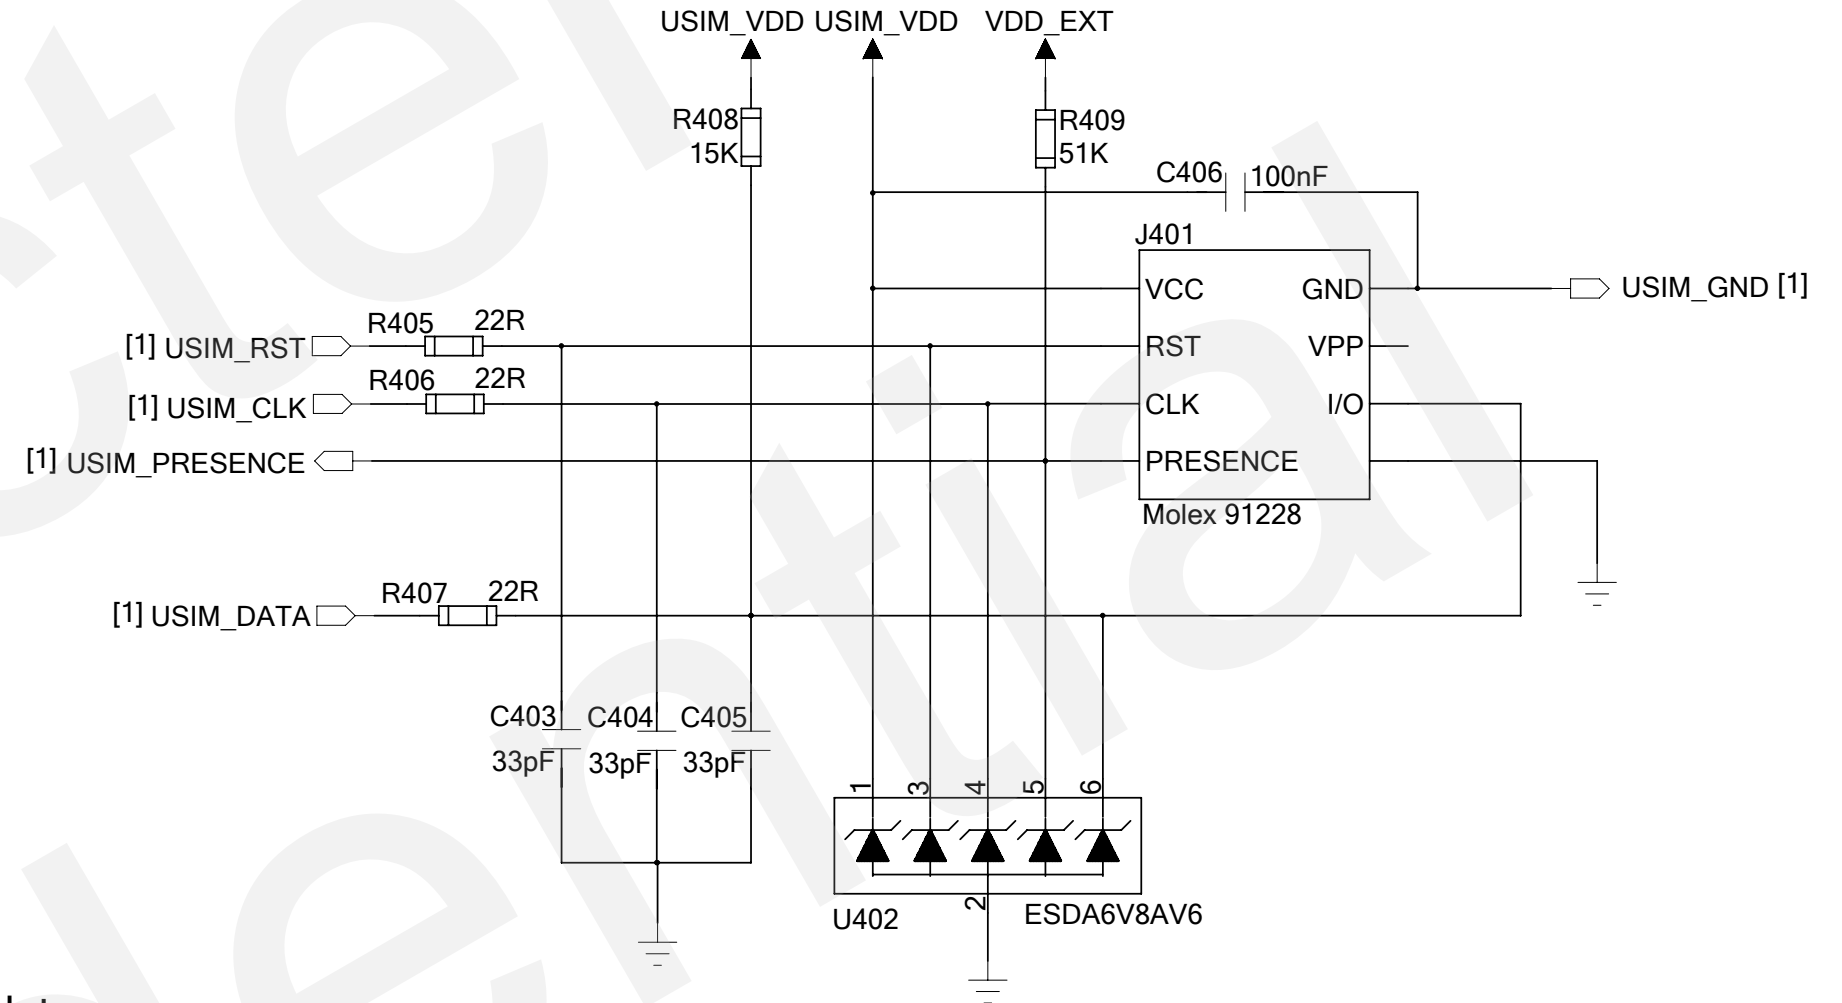 USIM_VDD USIM_VDD VDD_EXT
R408
15K
R409
51K
C406 100nF
J401
VCC GND
USIM_GND [1]
R405 22R
[1] USIM_RST
RST VPP
R406 22R
[1] USIM_CLK
CLK I/O
[1] USIM_PRESENCE
PRESENCE
Molex 91228
R407 22R
[1] USIM_DATA
C403 C404 C405
33pF 33pF 33pF
1 3 4 5 6
2
U402
ESDA6V8AV6